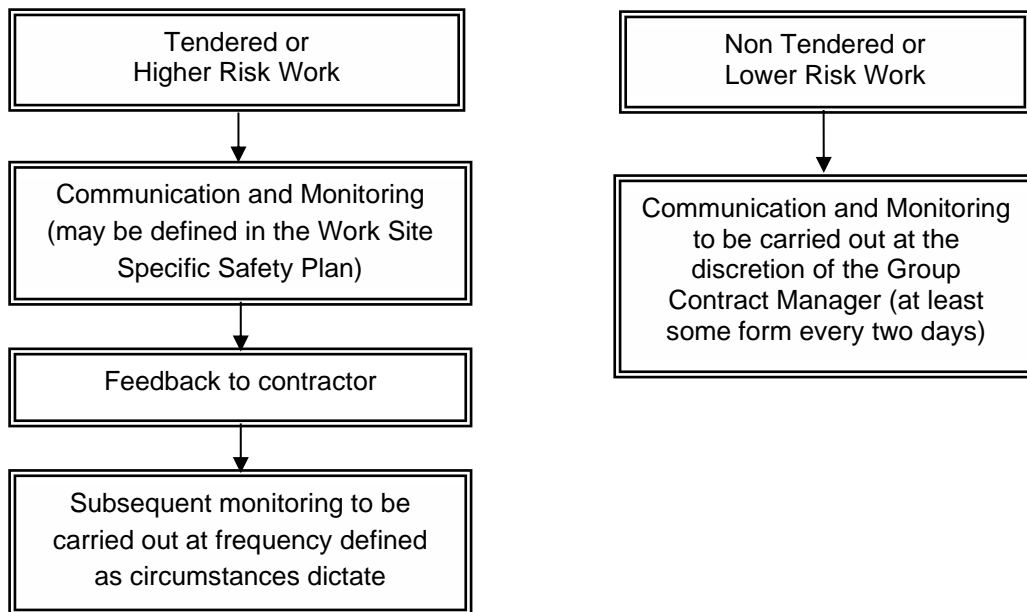 Tendered or
Higher Risk Work
Communication and Monitoring
(may be defined in the Work Site
Specific Safety Plan)
Feedback to contractor
Subsequent monitoring to be
carried out at frequency defined
as circumstances dictate
Non Tendered or
Lower Risk Work
Communication and Monitoring
to be carried out at the
discretion of the Group
Contract Manager (at least
some form every two days)